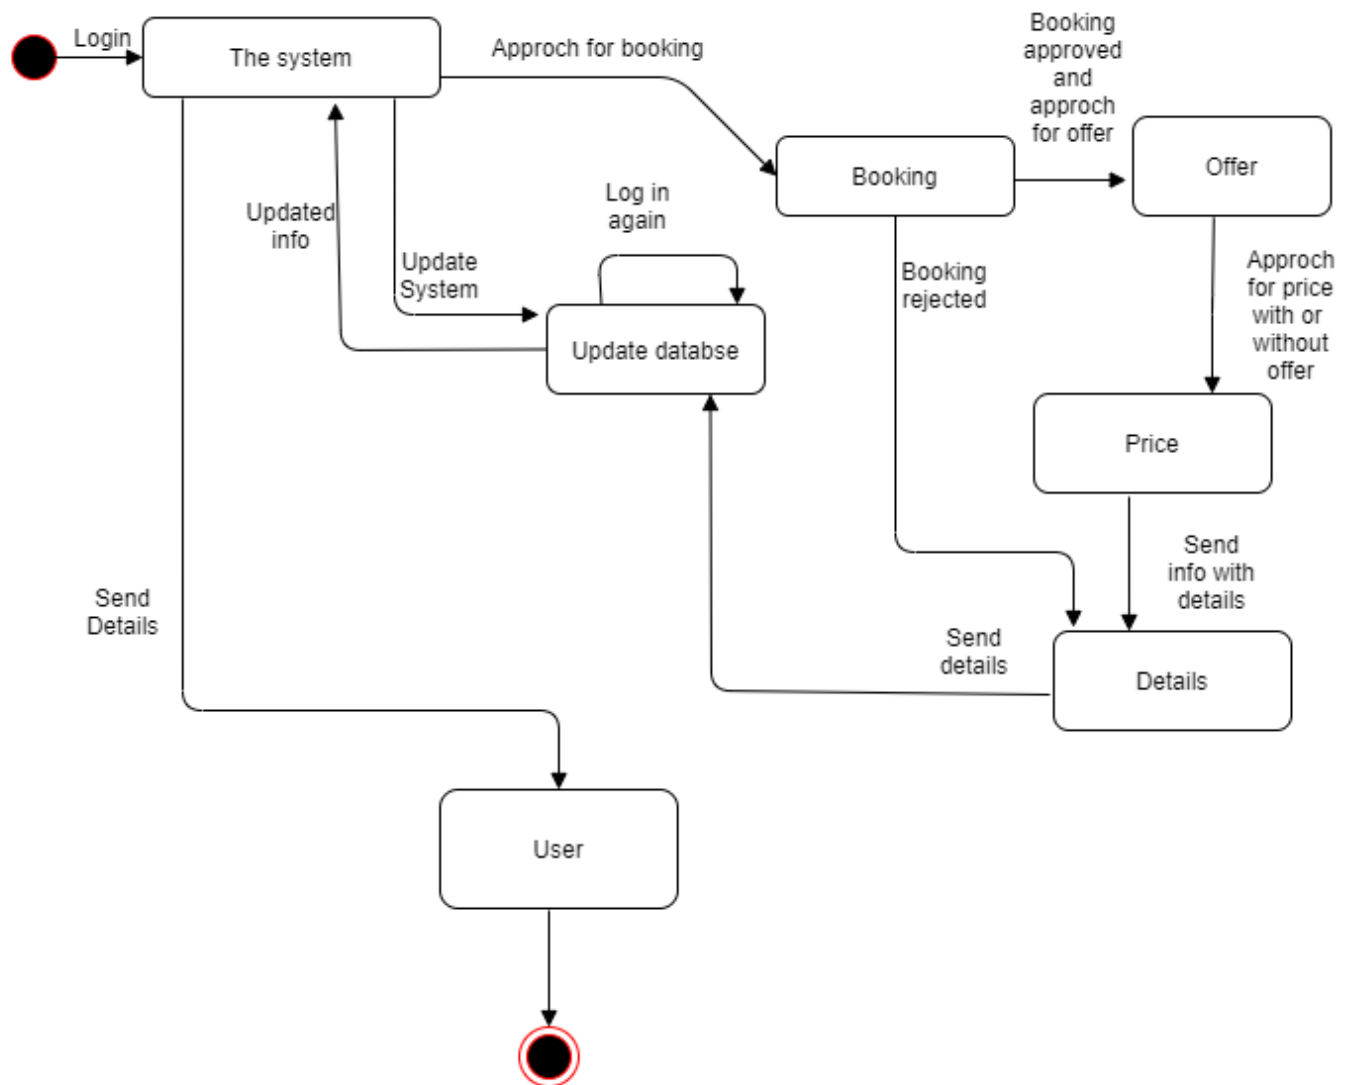 Login
The system
Approch for booking
Booking
approved
and
approch
for offer
Booking
Offer
Log in
again
Updated
info
Update
System
Booking
rejected
Approch
for price
with or
without
offer
Update databse
Price
Send
info with
details
Send
Details
Send
details
Details
User